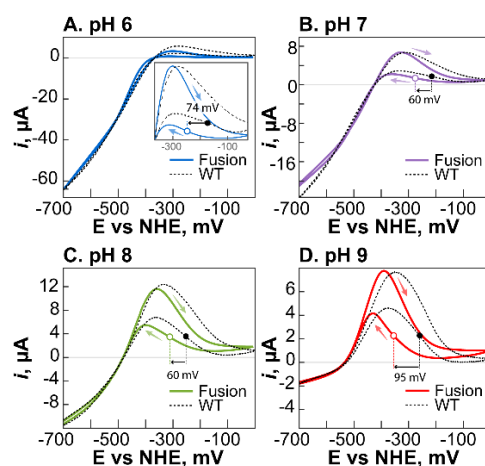 A. pH 6
0
-20
-40
-60
i, µA
74 mV
-300
-100
Fusion
WT
-700 -500 -300 -100
E vs NHE, mV
B. pH 7
8
0
-8
-16
i, µA
60 mV
Fusion
WT
-700 -500 -300 -100
E vs NHE, mV
C. pH 8
12
8
4
0
-4
-8
i, µA
60 mV
Fusion
WT
-700 -500 -300 -100
E vs NHE, mV
D. pH 9
8
6
4
2
0
-2
-4
i, µA
95 mV
Fusion
WT
-700 -500 -300 -100
E vs NHE, mV